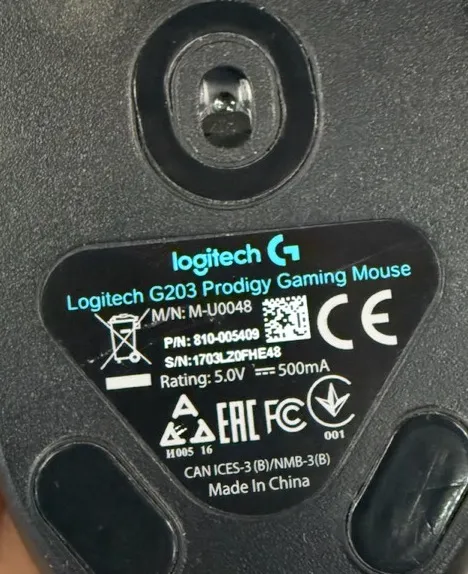 logitech G
Logitech G203 Prodigy Gaming Mouse
M/N: M-U0048
P/N: 810-005409
S/N:1703LZ0FHE48
CE
Rating: 5.0V ⎓ 500mA
EAC FC
H005 16
001
CAN ICES-3 (B)/NMB-3(B)
Made In China